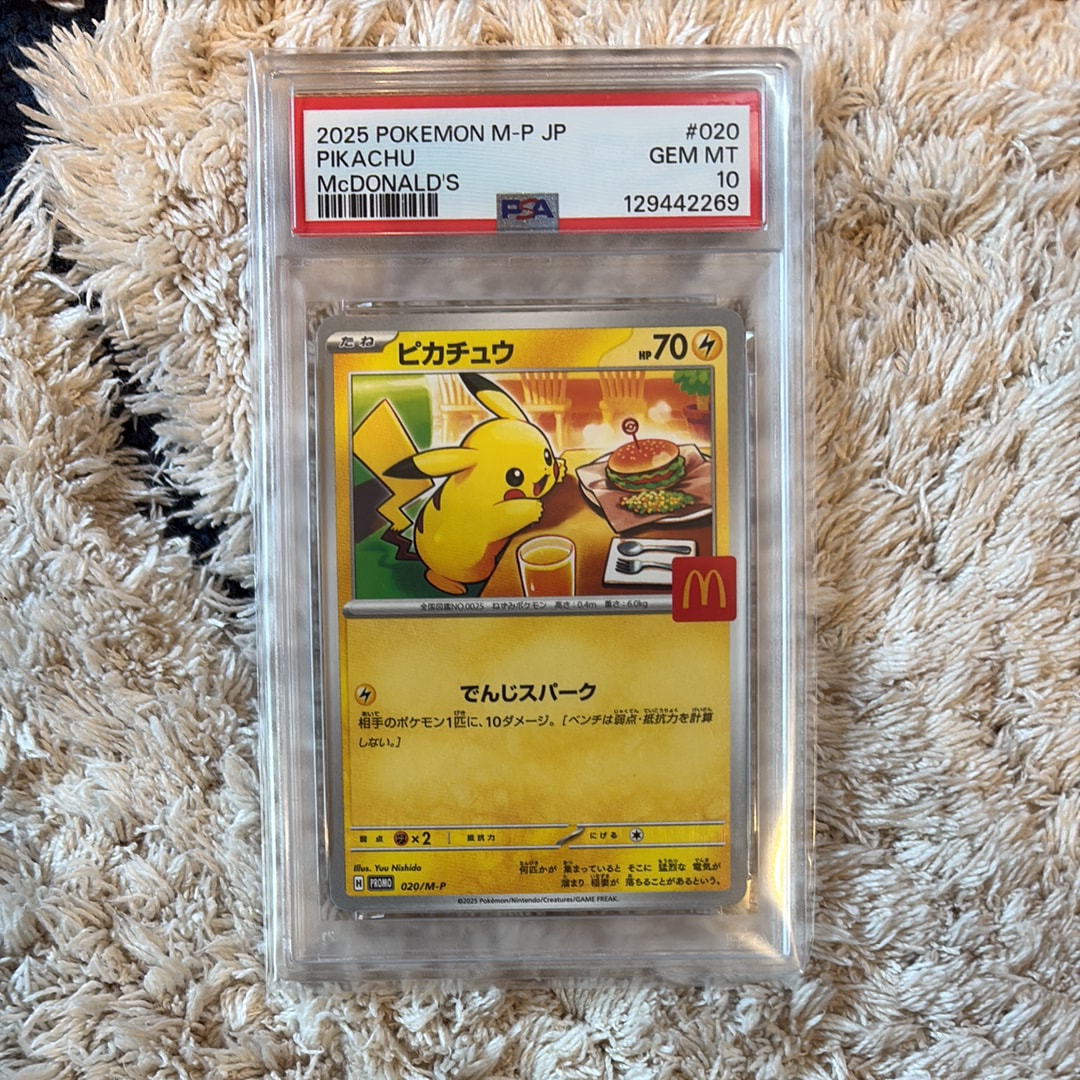 2025 POKEMON M-P JP #020
PIKACHU GEM MT
McDONALD'S 10
129442269
PSA
たね ピカチュウ HP70
M
全国図鑑NO.0025 ねずみポケモン 高さ:0.4m 重さ:6.0kg
でんじスパーク
相手のポケモン1匹に、10ダメージ。[ベンチは弱点・抵抗力を計算
しない。]
弱点 ×2 抵抗力 にげる
Illus. Yuu Nishida
何匹かが 集まっていると そこに 猛烈な 電気が
溜まり 稲妻が 落ちることがあるという。
H PROMO 020/M-P
©2025 Pokémon/Nintendo/Creatures/GAME FREAK.